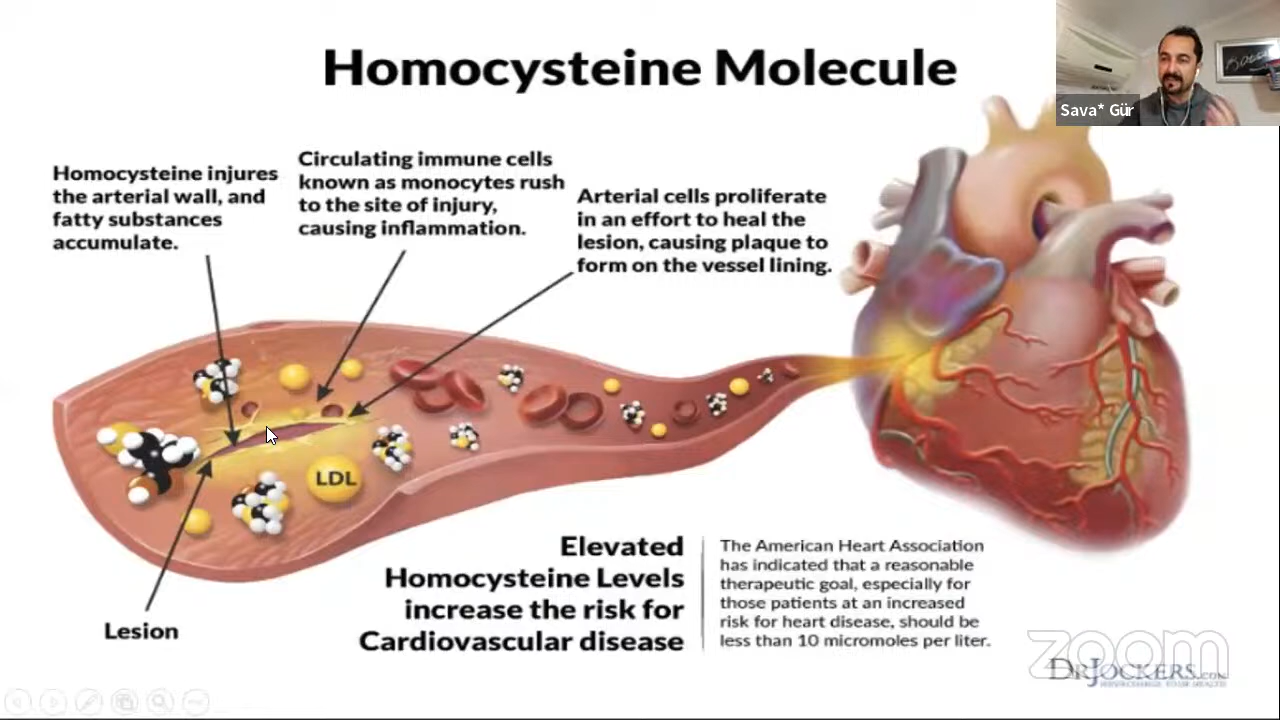 Homocysteine Molecule
Sava* Gür
Homocysteine injures
the arterial wall, and
fatty substances
accumulate.
Circulating immune cells
known as monocytes rush
to the site of injury,
causing inflammation.
Arterial cells proliferate
in an effort to heal the
lesion, causing plaque to
form on the vessel lining.
LDL
Lesion
Elevated
Homocysteine Levels
increase the risk for
Cardiovascular disease
The American Heart Association
has indicated that a reasonable
therapeutic goal, especially for
those patients at an increased
risk for heart disease, should be
less than 10 micromoles per liter.
zoom
DRJOCKERS.COM